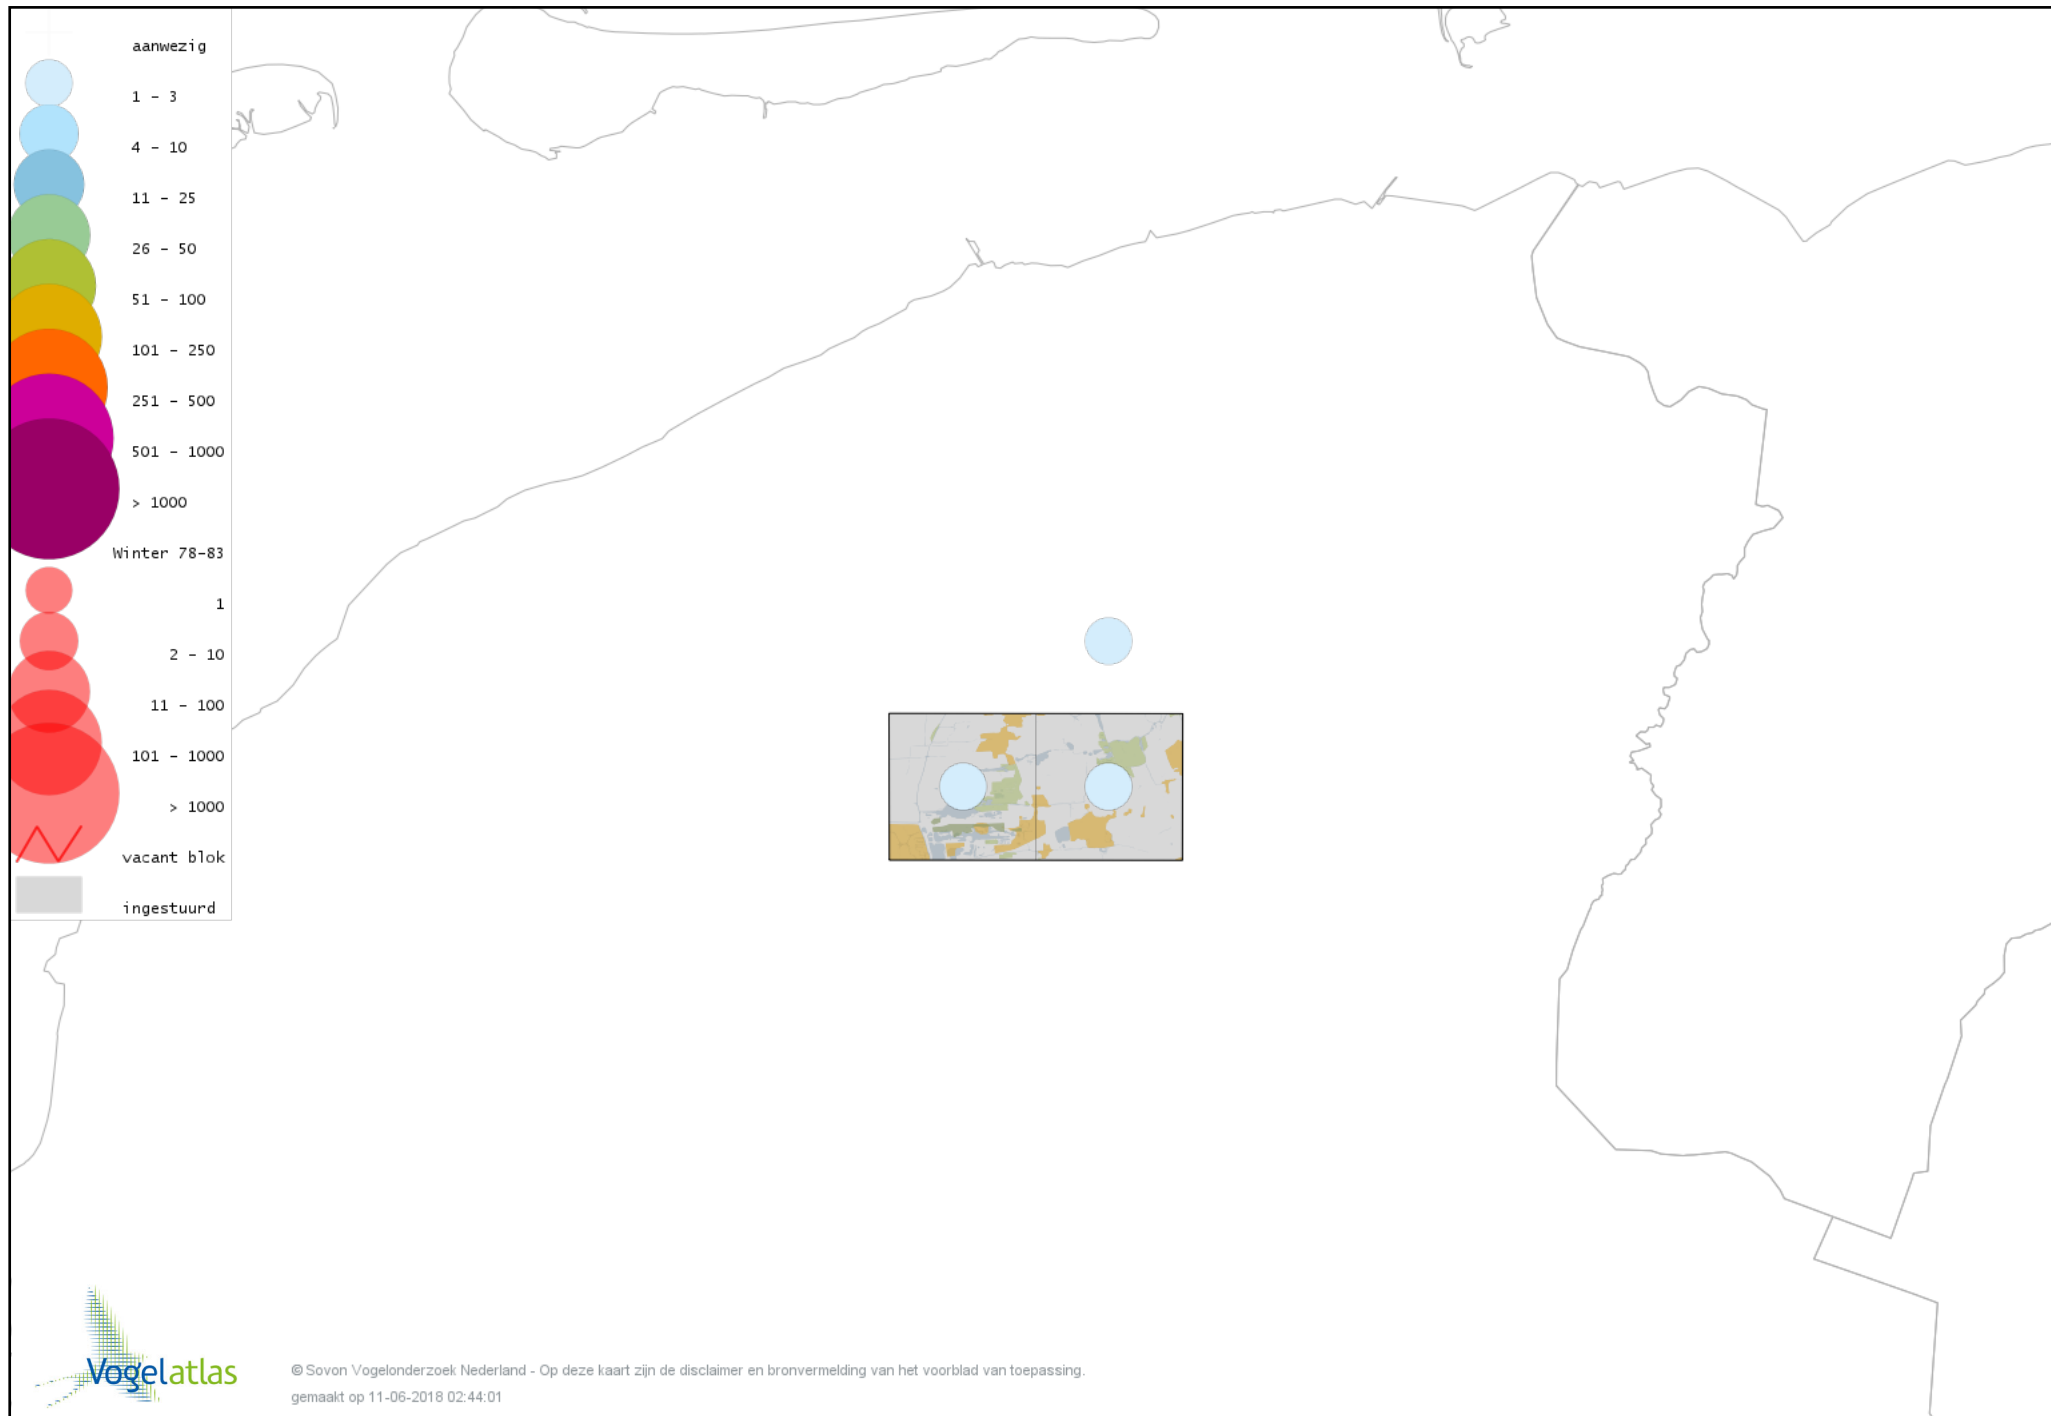 aanwezig
1 - 3
4 - 10
11 - 25
26 - 50
51 - 100
101 - 250
251 - 500
501 - 1000
> 1000
Winter 78-83
1
2 - 10
11 - 100
101 - 1000
> 1000
vacant blok
ingestuurd
Vogelatlas
© Sovon Vogelonderzoek Nederland - Op deze kaart zijn de disclaimer en bronvermelding van het voorblad van toepassing.
gemaakt op 11-06-2018 02:44:01